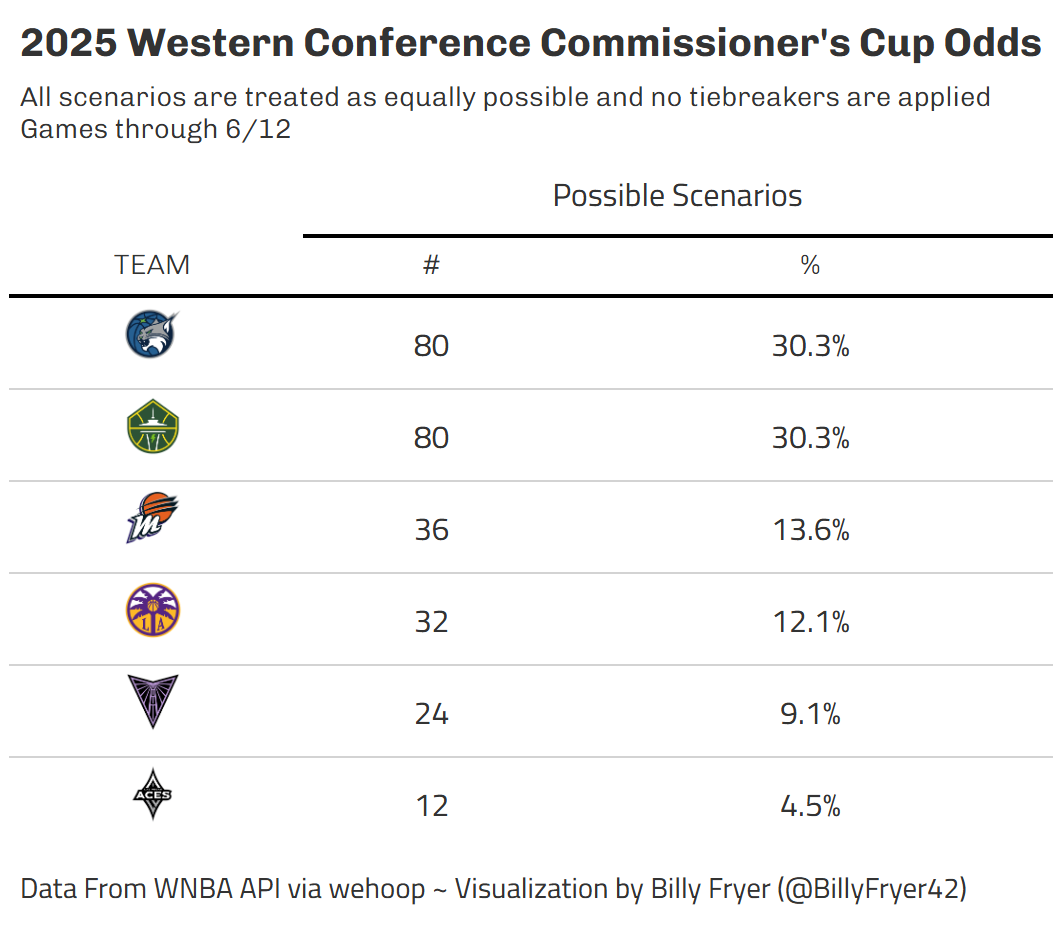 2025 Western Conference Commissioner's Cup Odds
All scenarios are treated as equally possible and no tiebreakers are applied
Games through 6/12
Possible Scenarios
TEAM # %
80 30.3%
80 30.3%
M 36 13.6%
LA 32 12.1%
24 9.1%
ACES 12 4.5%
Data From WNBA API via wehoop ~ Visualization by Billy Fryer (@BillyFryer42)